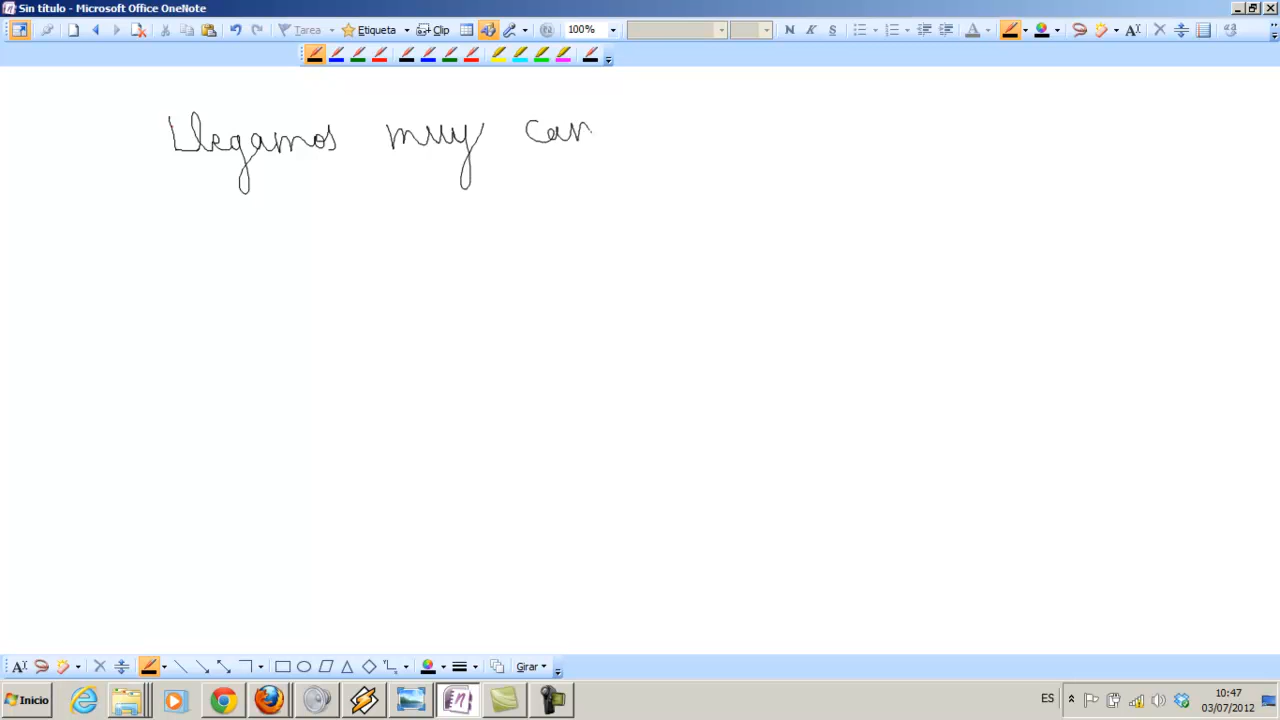 Sin título - Microsoft Office OneNote
Tarea Etiqueta Clip 100% N K S
Llegamos muy can
Girar
Inicio ES 10:47
03/07/2012